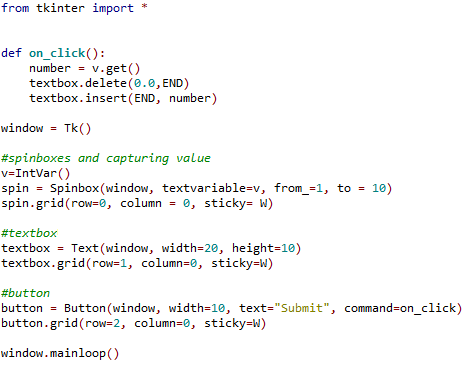 from tkinter import *
def on_click():
    number = v.get()
    textbox.delete(0.0,END)
    textbox.insert(END, number)
window = Tk()
#spinboxes and capturing value
v=IntVar()
spin = Spinbox(window, textvariable=v, from_=1, to = 10)
spin.grid(row=0, column = 0, sticky= W)
#textbox
textbox = Text(window, width=20, height=10)
textbox.grid(row=1, column=0, sticky=W)
#button
button = Button(window, width=10, text="Submit", command=on_click)
button.grid(row=2, column=0, sticky=W)
window.mainloop()